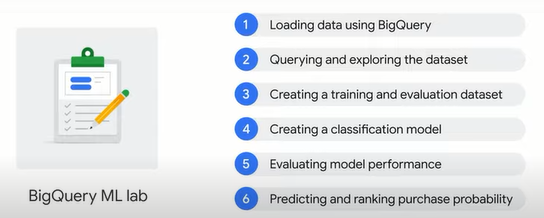 1 Loading data using BigQuery
2 Querying and exploring the dataset
3 Creating a training and evaluation dataset
4 Creating a classification model
5 Evaluating model performance
6 Predicting and ranking purchase probability
BigQuery ML lab